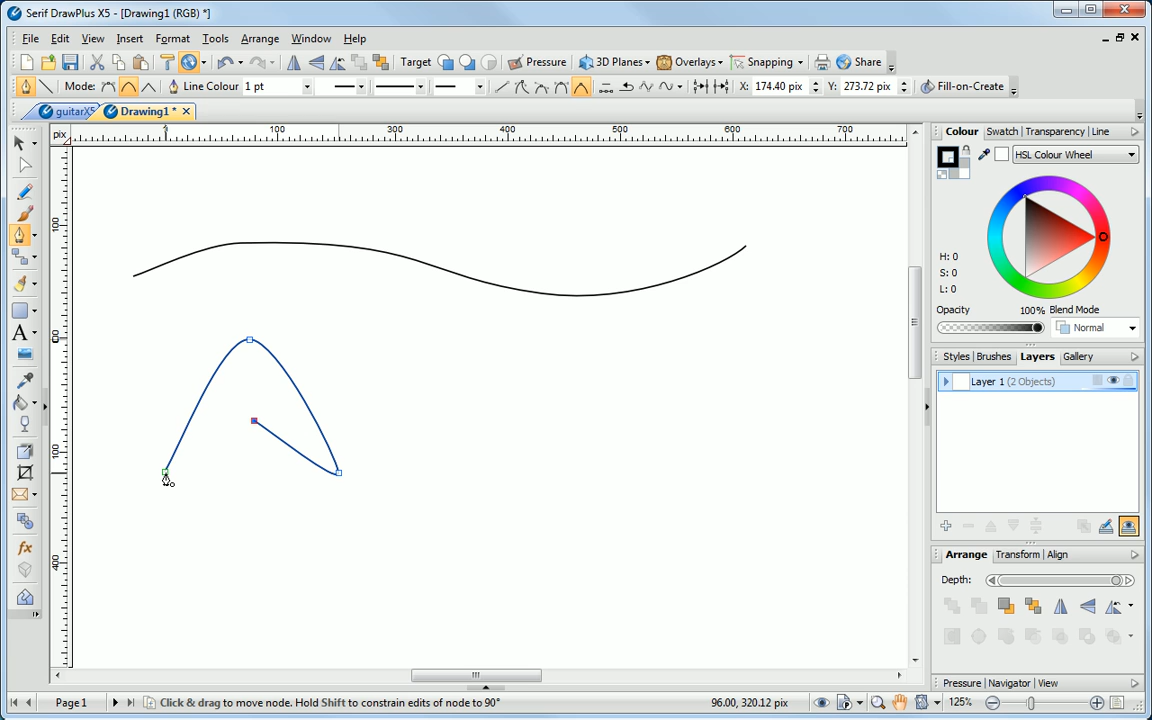 Serif DrawPlus X5 - [Drawing1 (RGB) *]
File Edit View Insert Format Tools Arrange Window Help
Target Pressure 3D Planes Overlays Snapping Share
Mode: Line Colour 1 pt X: 174.40 pix Y: 273.72 pix Fill-on-Create
guitarX5 Drawing1 *
pix 100 300 400 500 600 700
Colour Swatch Transparency Line
HSL Colour Wheel
H: 0
S: 0
L: 0
Opacity 100% Blend Mode
Normal
Styles Brushes Layers Gallery
Layer 1 (2 Objects)
100
400
A
fx
Arrange Transform Align
Depth:
Pressure Navigator View
Page1 Click & drag to move node. Hold Shift to constrain edits of node to 90° 96.00, 320.12 pix 125%